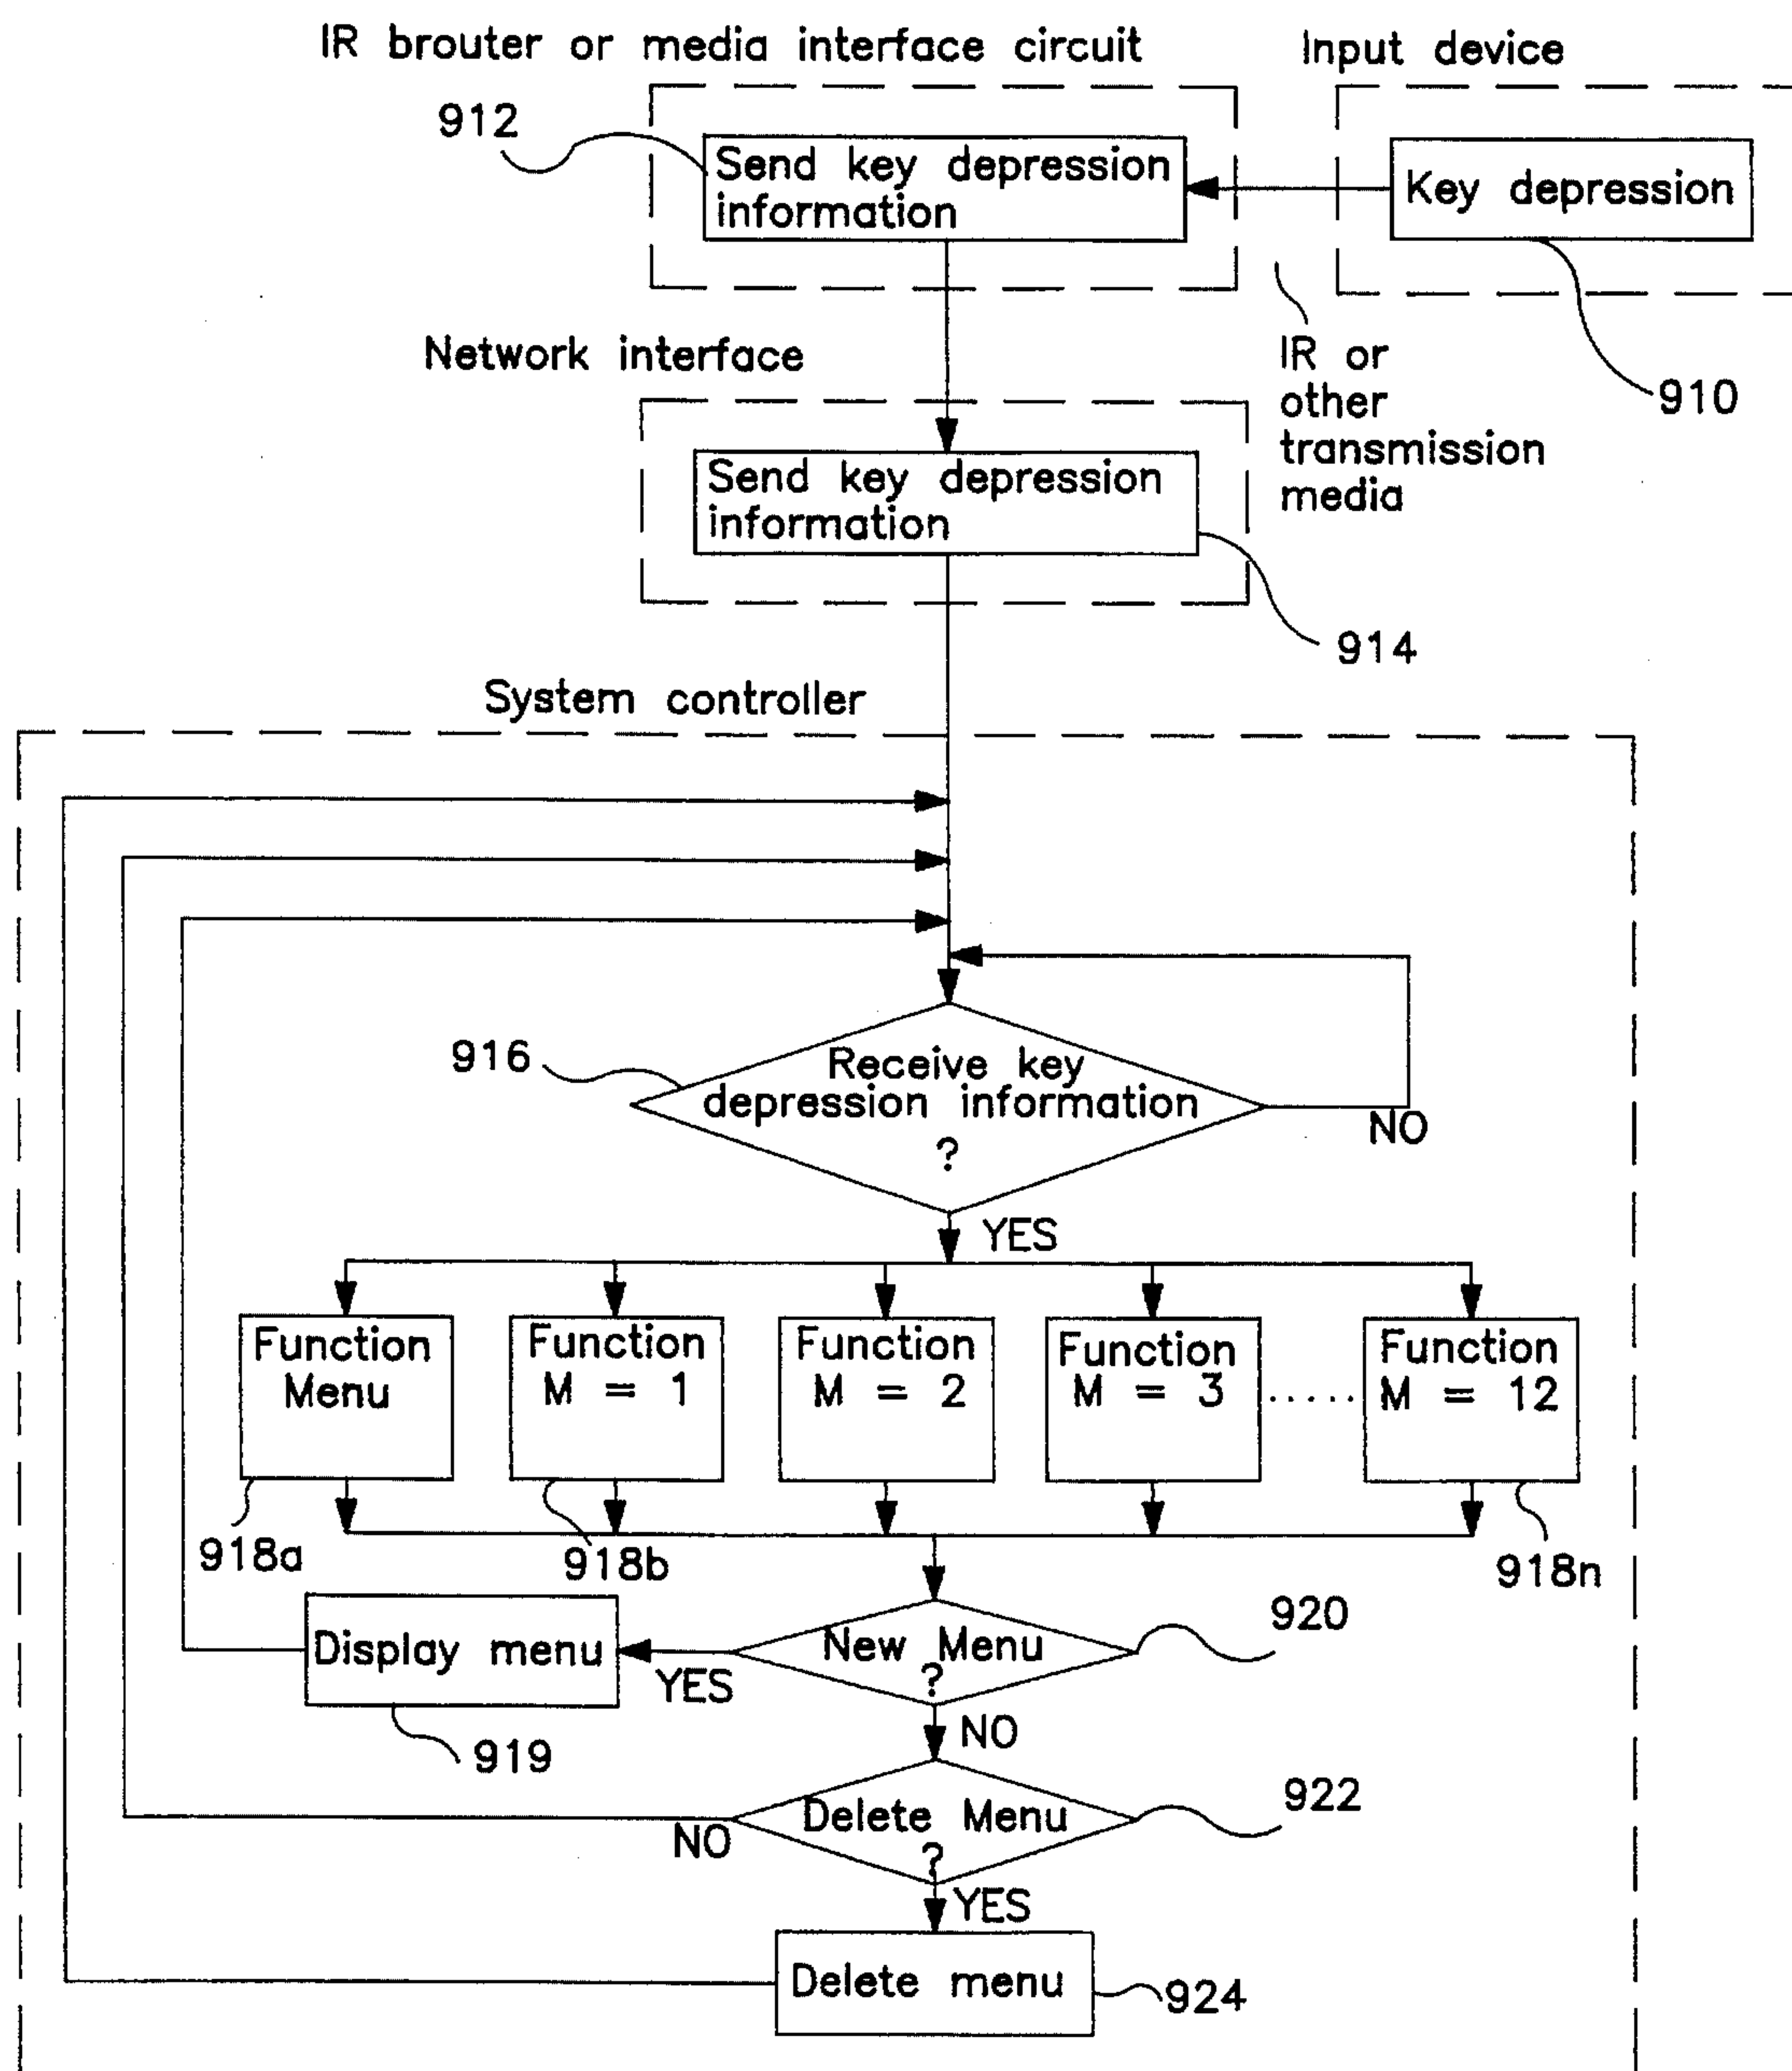 IR brouter or media interface circuit
Input device
912
Send key depression
information
Key depression
Network interface
IR or
other
transmission
media
910
Send key depression
information
914
System controller
916
Receive key
depression information
?
NO
YES
Function
Menu
Function
M = 1
Function
M = 2
Function
M = 3
.....
Function
M = 12
918a
918b
918n
920
Display menu
New Menu
?
YES
919
NO
922
Delete Menu
?
NO
YES
Delete menu
924